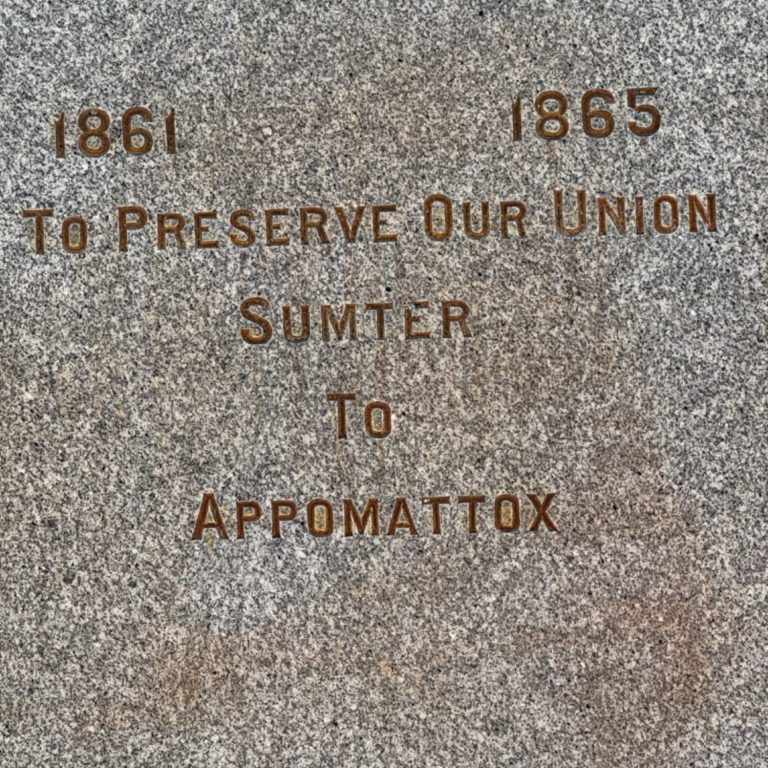 1861 1865
To Preserve Our Union
Sumter
To
Appomattox